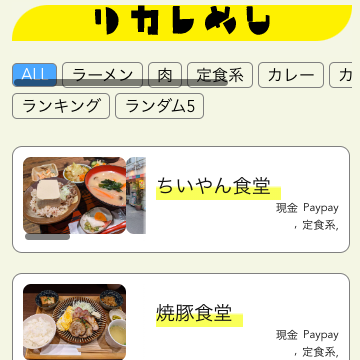 リカレめし
ALL ラーメン 肉 定食系 カレー カ
ランキング ランダム5
ちいやん食堂
現金 Paypay
, 定食系,
焼豚食堂
現金 Paypay
, 定食系,